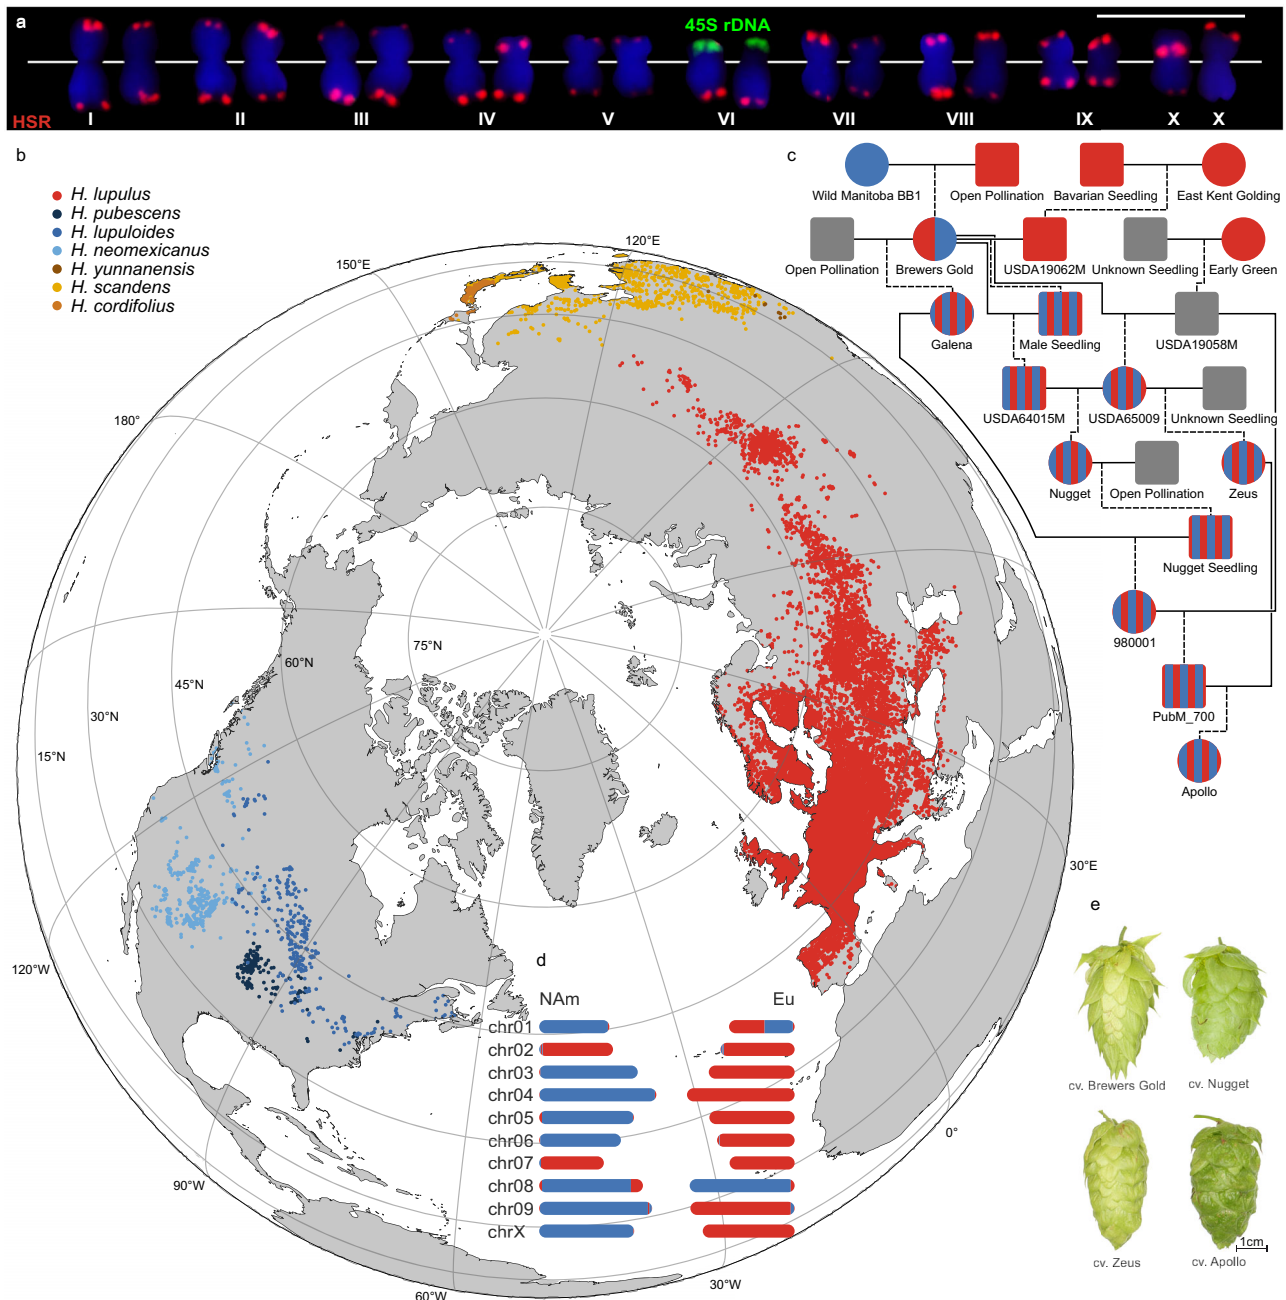 a
45S rDNA
HSR
I II III IV V VI VII VIII IX X X
b
H. lupulus
H. pubescens
H. lupuloides
H. neomexicanus
H. yunnanensis
H. scandens
H. cordifolius
120°E
150°E
180°
75°N
60°N
45°N
30°N
15°N
30°E
120°W
0°
90°W
30°W
60°W
c
Wild Manitoba BB1 Open Pollination Bavarian Seedling East Kent Golding
Open Pollination Brewers Gold USDA19062M Unknown Seedling Early Green
Galena Male Seedling USDA19058M
USDA64015M USDA65009 Unknown Seedling
Nugget Open Pollination Zeus
Nugget Seedling
980001
PubM_700
Apollo
d
NAm Eu
chr01
chr02
chr03
chr04
chr05
chr06
chr07
chr08
chr09
chrX
e
cv. Brewers Gold cv. Nugget
cv. Zeus cv. Apollo
1cm